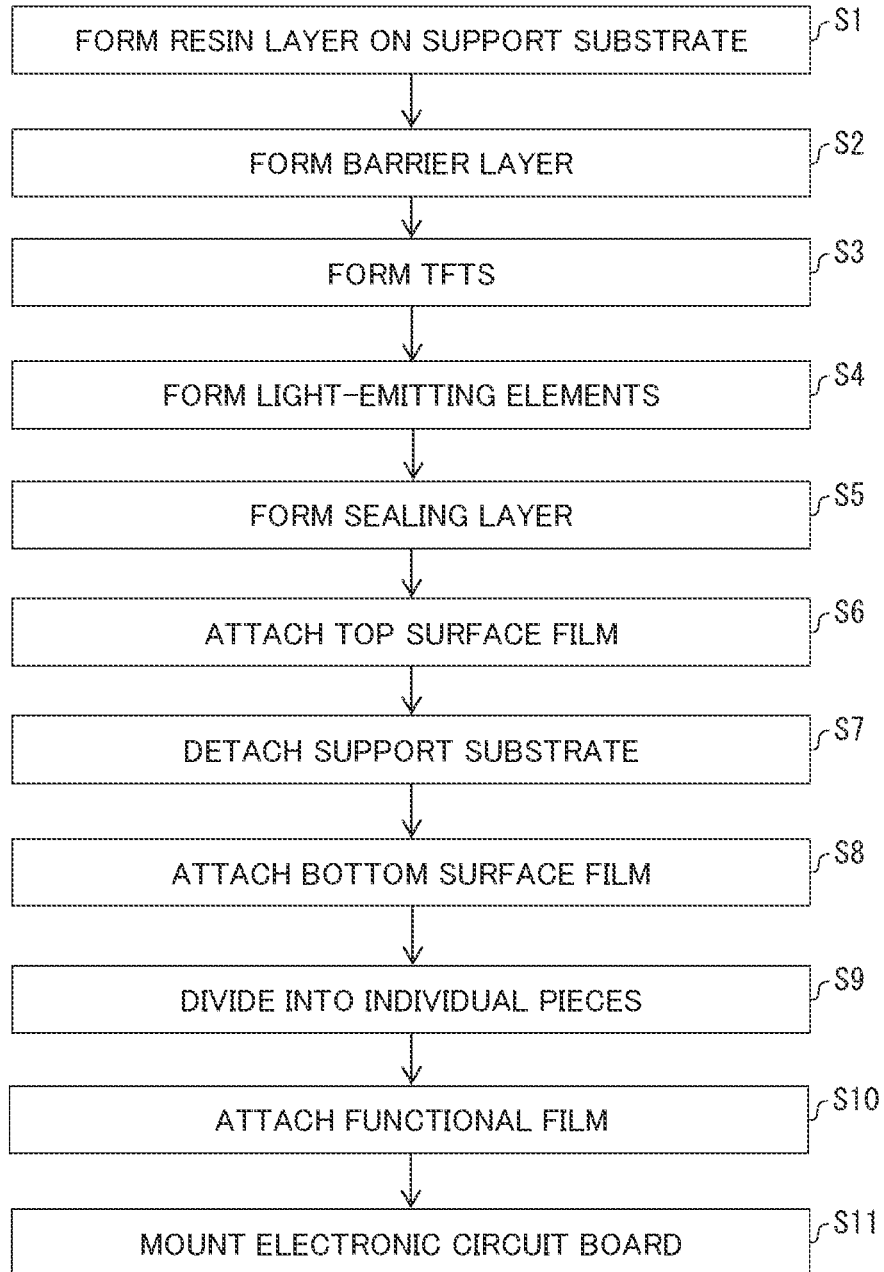 FORM RESIN LAYER ON SUPPORT SUBSTRATE S1
FORM BARRIER LAYER S2
FORM TFTS S3
FORM LIGHT-EMITTING ELEMENTS S4
FORM SEALING LAYER S5
ATTACH TOP SURFACE FILM S6
DETACH SUPPORT SUBSTRATE S7
ATTACH BOTTOM SURFACE FILM S8
DIVIDE INTO INDIVIDUAL PIECES S9
ATTACH FUNCTIONAL FILM S10
MOUNT ELECTRONIC CIRCUIT BOARD S11